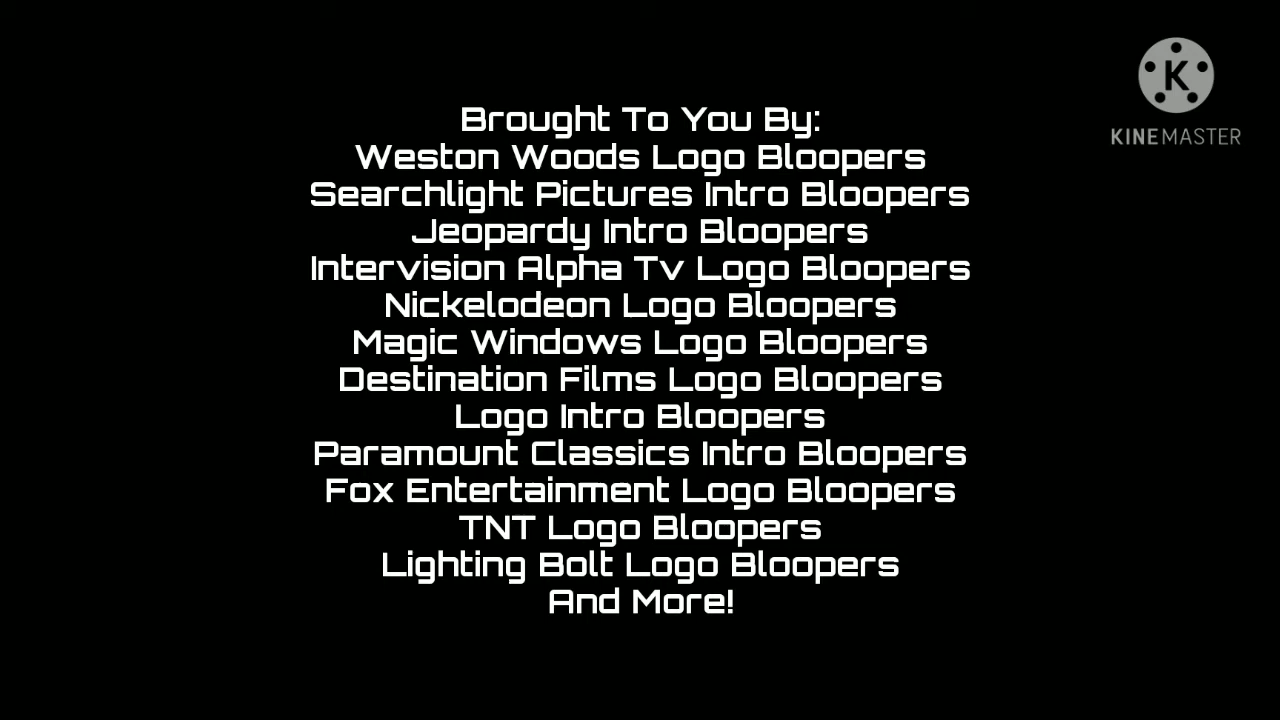 Brought To You By:
Weston Woods Logo Bloopers
Searchlight Pictures Intro Bloopers
Jeopardy Intro Bloopers
Intervision Alpha Tv Logo Bloopers
Nickelodeon Logo Bloopers
Magic Windows Logo Bloopers
Destination Films Logo Bloopers
Logo Intro Bloopers
Paramount Classics Intro Bloopers
Fox Entertainment Logo Bloopers
TNT Logo Bloopers
Lighting Bolt Logo Bloopers
And More!
K
KINEMASTER